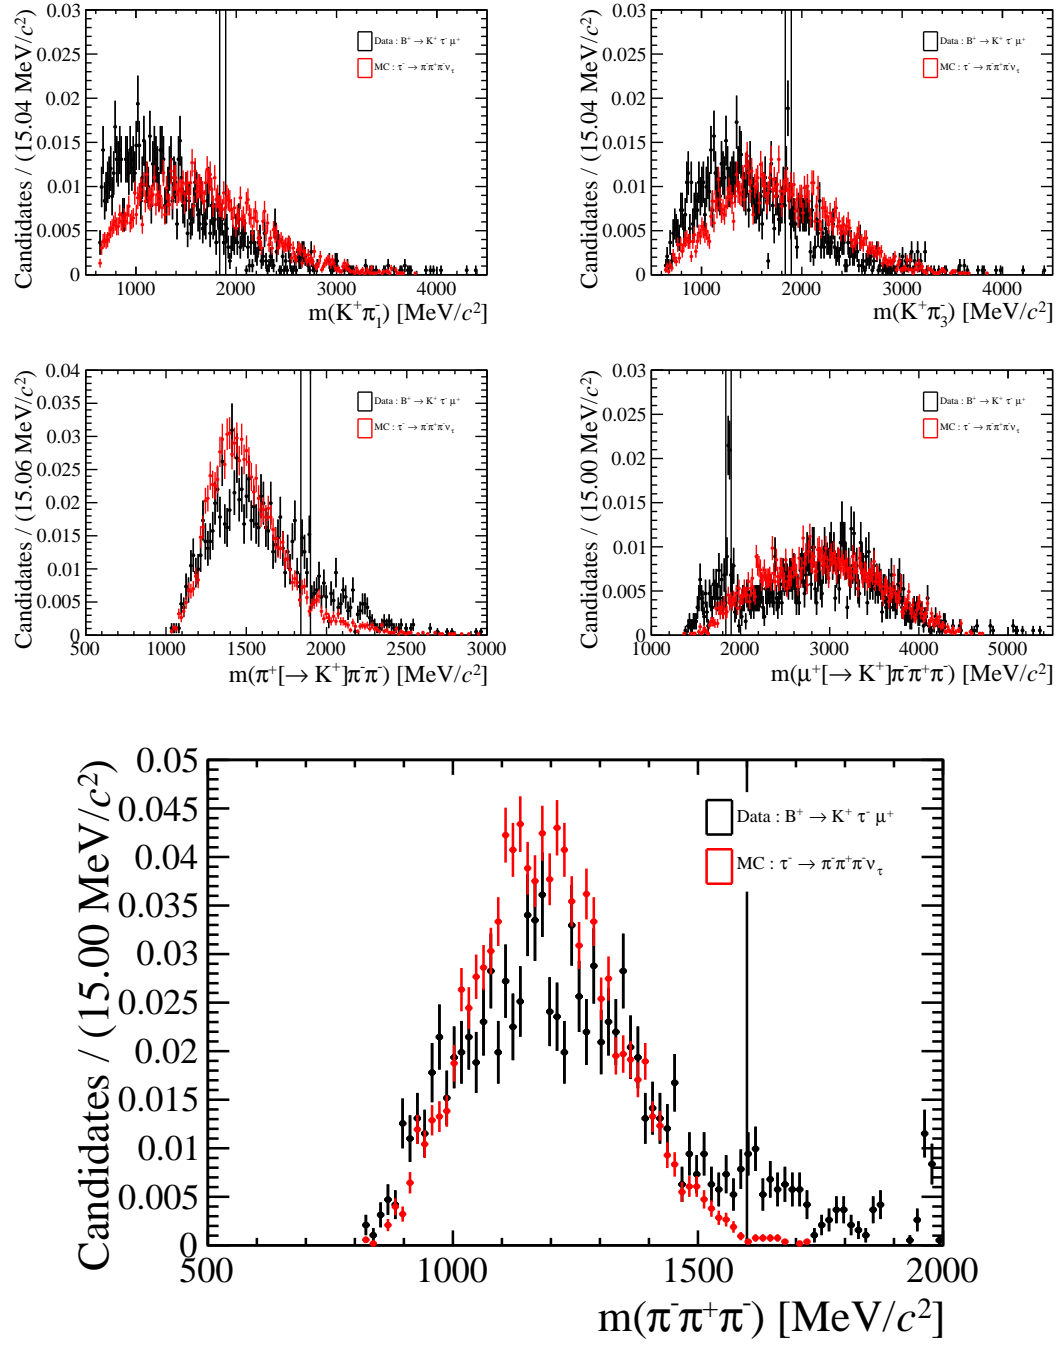 Candidates / (15.04 MeV/c²)
0.03
0.025
0.02
0.015
0.01
0.005
0
1000 2000 3000 4000
m(K⁺π⁻₁) [MeV/c²]
Data : B⁺ → K⁺ τ⁻ μ⁺
MC : τ⁻ → π⁻π⁺π⁻ν_τ
Candidates / (15.04 MeV/c²)
0.03
0.025
0.02
0.015
0.01
0.005
0
1000 2000 3000 4000
m(K⁺π⁻₃) [MeV/c²]
Data : B⁺ → K⁺ τ⁻ μ⁺
MC : τ⁻ → π⁻π⁺π⁻ν_τ
Candidates / (15.06 MeV/c²)
0.04
0.035
0.03
0.025
0.02
0.015
0.01
0.005
0
500 1000 1500 2000 2500 3000
m(π⁺[→ K⁺]π⁻π⁻) [MeV/c²]
Data : B⁺ → K⁺ τ⁻ μ⁺
MC : τ⁻ → π⁻π⁺π⁻ν_τ
Candidates / (15.00 MeV/c²)
0.03
0.025
0.02
0.015
0.01
0.005
0
1000 2000 3000 4000 5000
m(μ⁺[→ K⁺]π⁻π⁺π⁻) [MeV/c²]
Data : B⁺ → K⁺ τ⁻ μ⁺
MC : τ⁻ → π⁻π⁺π⁻ν_τ
Candidates / (15.00 MeV/c²)
0.05
0.045
0.04
0.035
0.03
0.025
0.02
0.015
0.01
0.005
0
500 1000 1500 2000
m(π⁻π⁺π⁻) [MeV/c²]
Data : B⁺ → K⁺ τ⁻ μ⁺
MC : τ⁻ → π⁻π⁺π⁻ν_τ